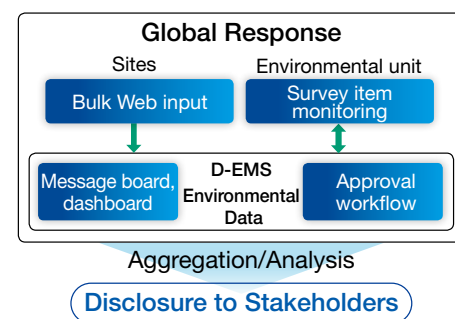 Global Response
Sites
Environmental unit
Bulk Web input
Survey item
monitoring
D-EMS
Environmental
Data
Message board,
dashboard
Approval
workflow
Aggregation/Analysis
Disclosure to Stakeholders